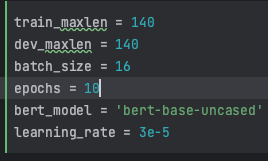 train_maxlen = 140
dev_maxlen = 140
batch_size = 16
epochs = 10
bert_model = 'bert-base-uncased'
learning_rate = 3e-5